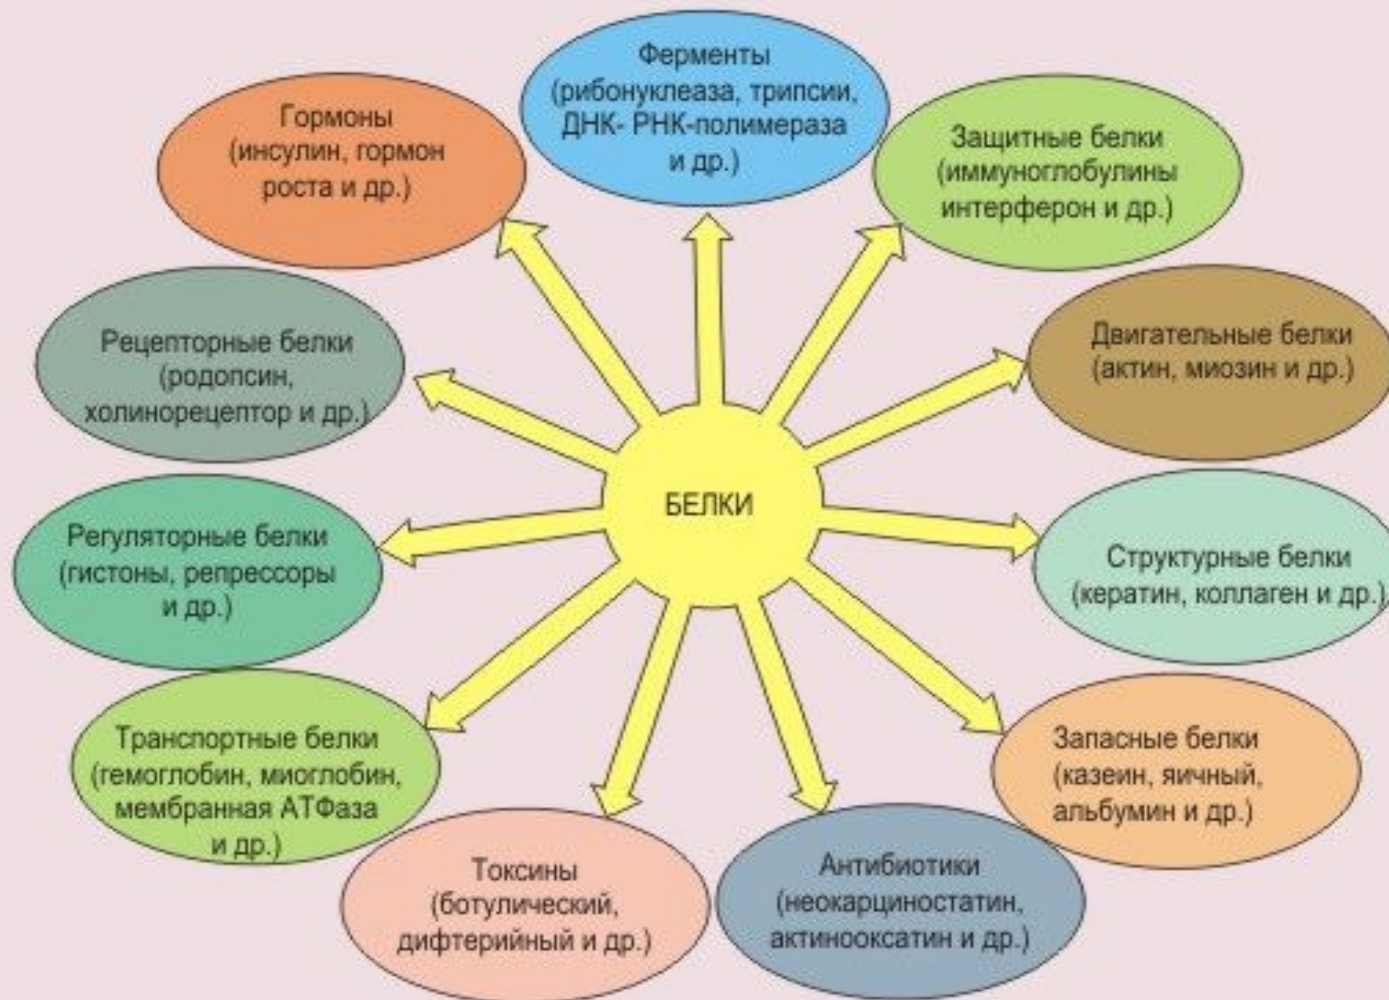 Ферменты
(рибонуклеаза, трипсии,
ДНК- РНК-полимераза
и др.)
Гормоны
(инсулин, гормон
роста и др.)
Защитные белки
(иммуноглобулины
интерферон и др.)
Рецепторные белки
(родопсин,
холинорецептор и др.)
Двигательные белки
(актин, миозин и др.)
БЕЛКИ
Регуляторные белки
(гистоны, репрессоры
и др.)
Структурные белки
(кератин, коллаген и др.).
Транспортные белки
(гемоглобин, миоглобин,
мембранная АТФаза
и др.)
Запасные белки
(казеин, яичный,
альбумин и др.)
Токсины
(ботулический,
дифтерийный и др.)
Антибиотики
(неокарциностатин,
актинооксатин и др.)